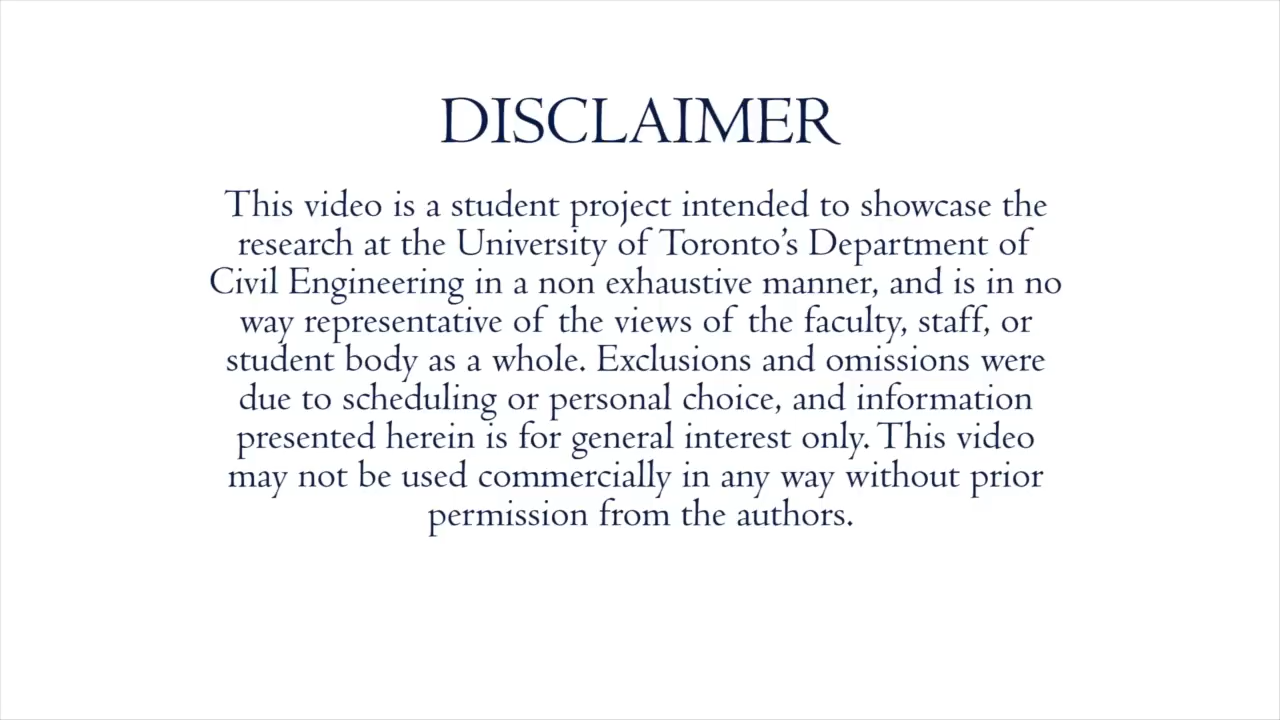 DISCLAIMER
This video is a student project intended to showcase the
research at the University of Toronto’s Department of
Civil Engineering in a non exhaustive manner, and is in no
way representative of the views of the faculty, staff, or
student body as a whole. Exclusions and omissions were
due to scheduling or personal choice, and information
presented herein is for general interest only. This video
may not be used commercially in any way without prior
permission from the authors.